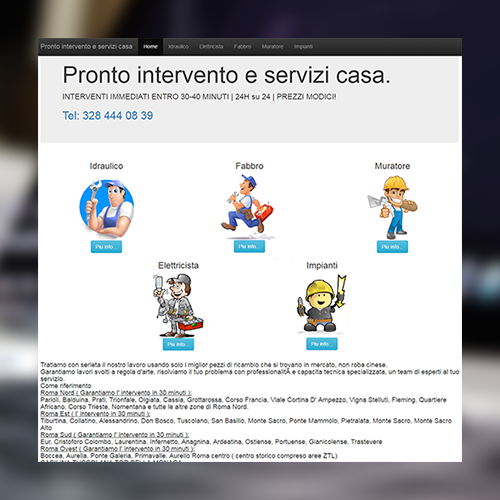 Pronto intervento e servizi casa Home Idraulico Elettricista Fabbro Muratore Impianti
Pronto intervento e servizi casa.
INTERVENTI IMMEDIATI ENTRO 30-40 MINUTI | 24H su 24 | PREZZI MODICI!
Tel: 328 444 08 39
Idraulico Fabbro Muratore
Piu info... Piu info... Piu info...
Elettricista Impianti
Piu info... Piu info...
Trattiamo con serieta il nostro lavoro usando solo i miglior pezzi di ricambio che si trovano in mercato, non roba cinese.
Garantiamo lavori svolti a regola d'arte, risolviamo il tuo problema con professionalitÃ e capacita tecnica specializzata, un team di esperti al tuo
servizio.
Come riferimento
Roma Nord ( Garantiamo l' intervento in 30 minuti ):
Parioli, Balduina, Prati, Trionfale, Olgiata, Cassia, Grottarossa, Corso Francia, Viale Cortina D' Ampezzo, Vigna Stelluti, Fleming, Quartiere
Africano, Corso Trieste, Nomentana e tutte le altre zone di Roma Nord.
Roma Est ( l' intervento in 30 minuti ):
Tiburtina, Collatino, Alessandrino, Don Bosco, Tuscolano, San Basilio, Monte Sacro, Ponte Mammolo, Pietralata, Monte Sacro, Monte Sacro
Alto
Roma Sud ( Garantiamo l' intervento in 30 minuti ):
Eur, Cristoforo Colombo, Laurentina, Infernetto, Anagnina, Ardeatina, Ostiense, Portuense, Gianicolense, Trastevere
Roma Ovest ( Garantiamo l' intervento in 30 minuti ):
Boccea, Aurelia, Ponte Galeria, Primavalle, Aurelio Roma centro ( centro storico compreso aree ZTL)